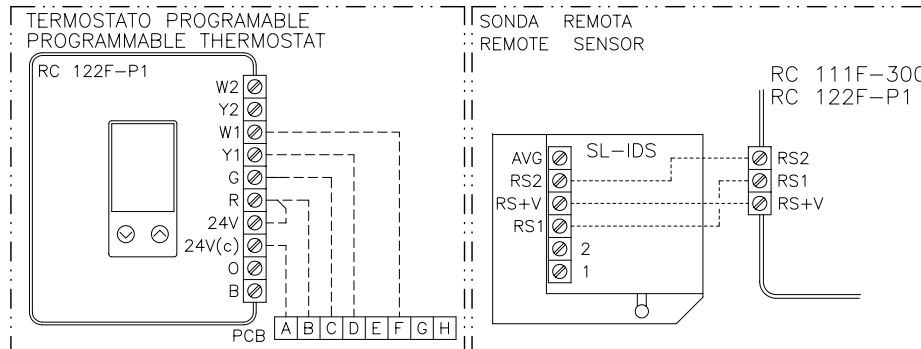 TERMOSTATO PROGRAMABLE
PROGRAMMABLE THERMOSTAT
RC 122F-P1
W2
Y2
W1
Y1
G
R
24V
24V(c)
O
B
PCB A B C D E F G H
SONDA REMOTA
REMOTE SENSOR
SL-IDS
AVG
RS2
RS+V
RS1
2
1
RC 111F-300
RC 122F-P1
RS2
RS1
RS+V